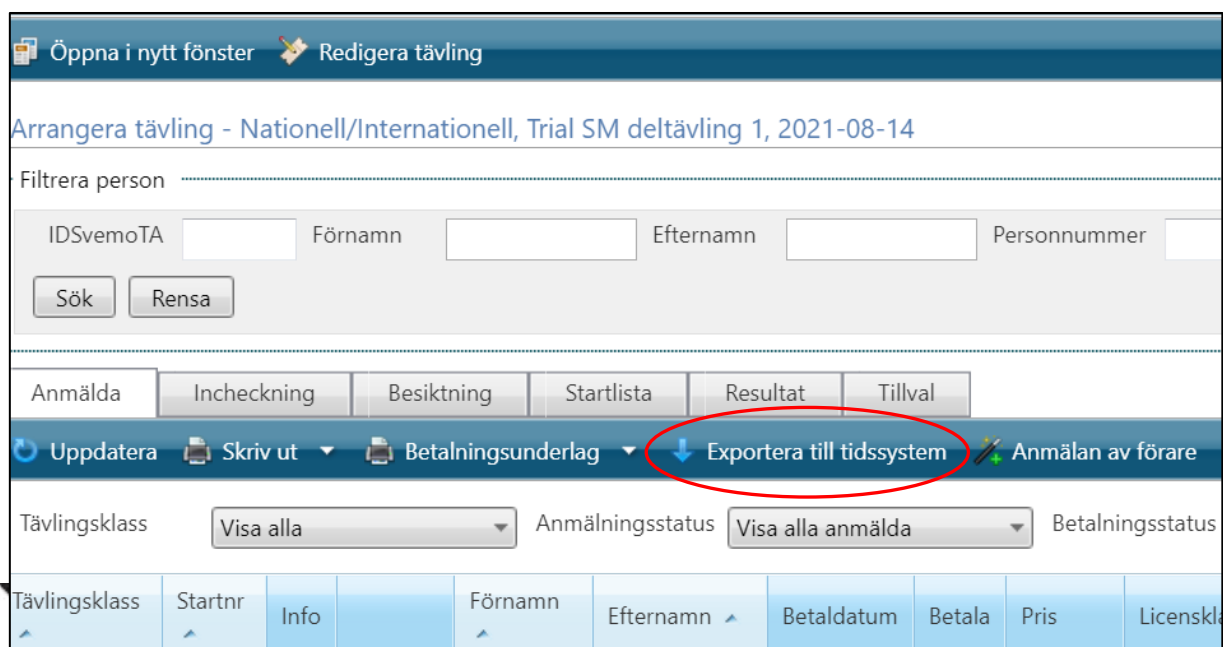 Öppna i nytt fönster Redigera tävling
Arrangera tävling - Nationell/Internationell, Trial SM deltävling 1, 2021-08-14
Filtrera person
IDSvemoTA Förnamn Efternamn Personnummer
Sök Rensa
Anmälda Incheckning Besiktning Startlista Resultat Tillval
Uppdatera Skriv ut Betalningsunderlag Exportera till tidssystem Anmälan av förare
Tävlingsklass Visa alla Anmälningsstatus Visa alla anmälda Betalningsstatus
Tävlingsklass Startnr Info Förnamn Efternamn Betaldatum Betala Pris